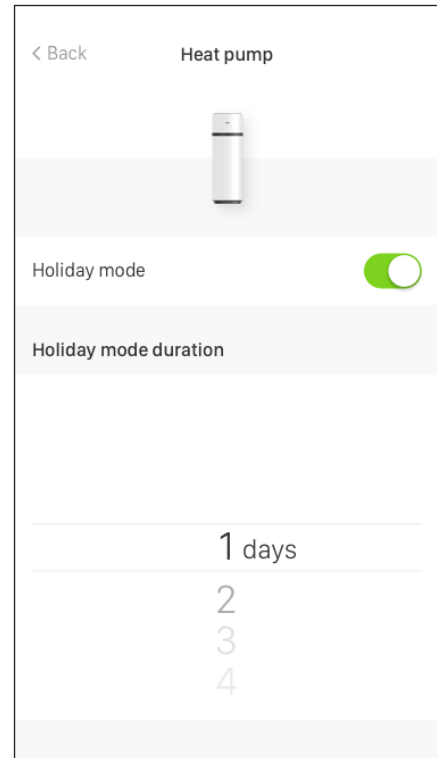 < Back Heat pump
Holiday mode
Holiday mode duration
1 days
2
3
4